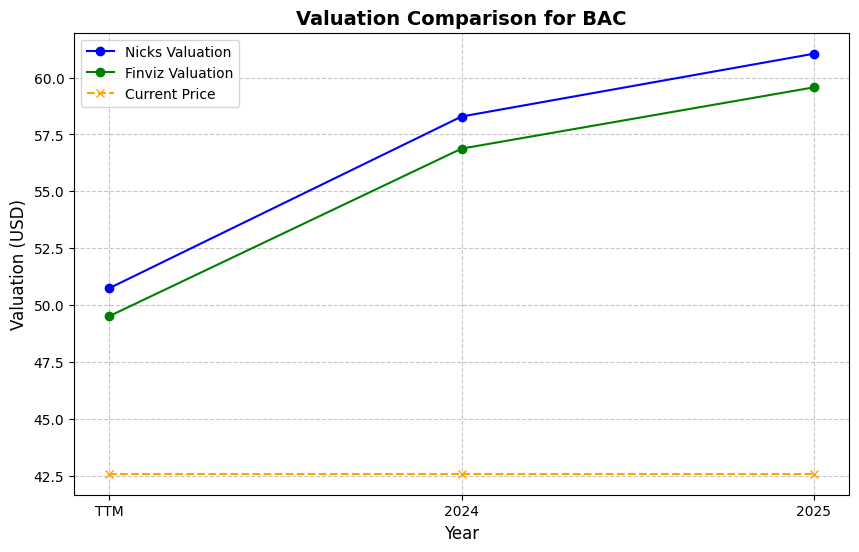 Valuation Comparison for BAC
Nicks Valuation
Finviz Valuation
Current Price
Valuation (USD)
60.0
57.5
55.0
52.5
50.0
47.5
45.0
42.5
TTM
2024
2025
Year